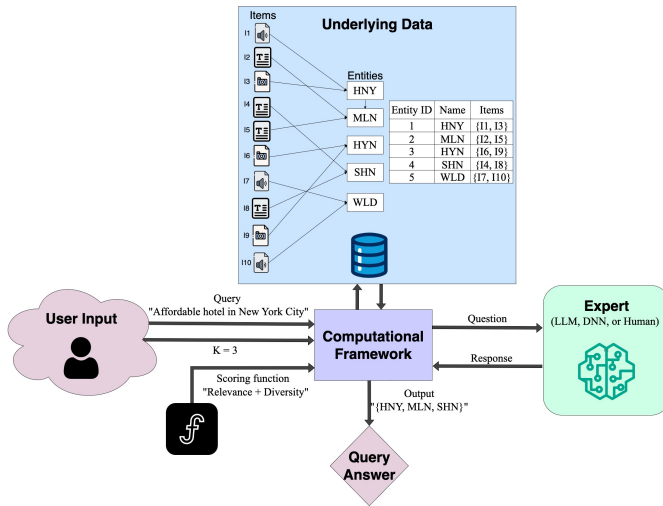 Items
Underlying Data
I1
I2
I3
I4
I5
I6
I7
I8
I9
I10
Entities
HNY
MLN
HYN
SHN
WLD
Entity ID Name Items
1 HNY {I1, I3}
2 MLN {I2, I5}
3 HYN {I6, I9}
4 SHN {I4, I8}
5 WLD {I7, I10}
User Input
Query
"Affordable hotel in New York City"
K = 3
Scoring function
"Relevance + Diversity"
Computational
Framework
Question
Response
Expert
(LLM, DNN, or Human)
Output
"{HNY, MLN, SHN}"
Query
Answer